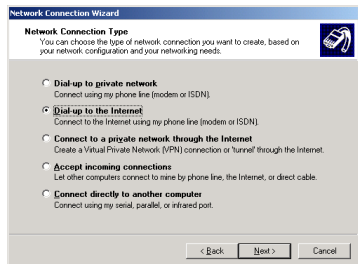 Network Connection Wizard
Network Connection Type
You can choose the type of network connection you want to create, based on
your network configuration and your networking needs.
Dial-up to private network
Connect using my phone line (modem or ISDN).
Dial-up to the Internet
Connect to the Internet using my phone line (modem or ISDN).
Connect to a private network through the Internet
Create a Virtual Private Network (VPN) connection or 'tunnel' through the Internet.
Accept incoming connections
Let other computers connect to mine by phone line, the Internet, or direct cable.
Connect directly to another computer
Connect using my serial, parallel, or infrared port.
< Back Next > Cancel